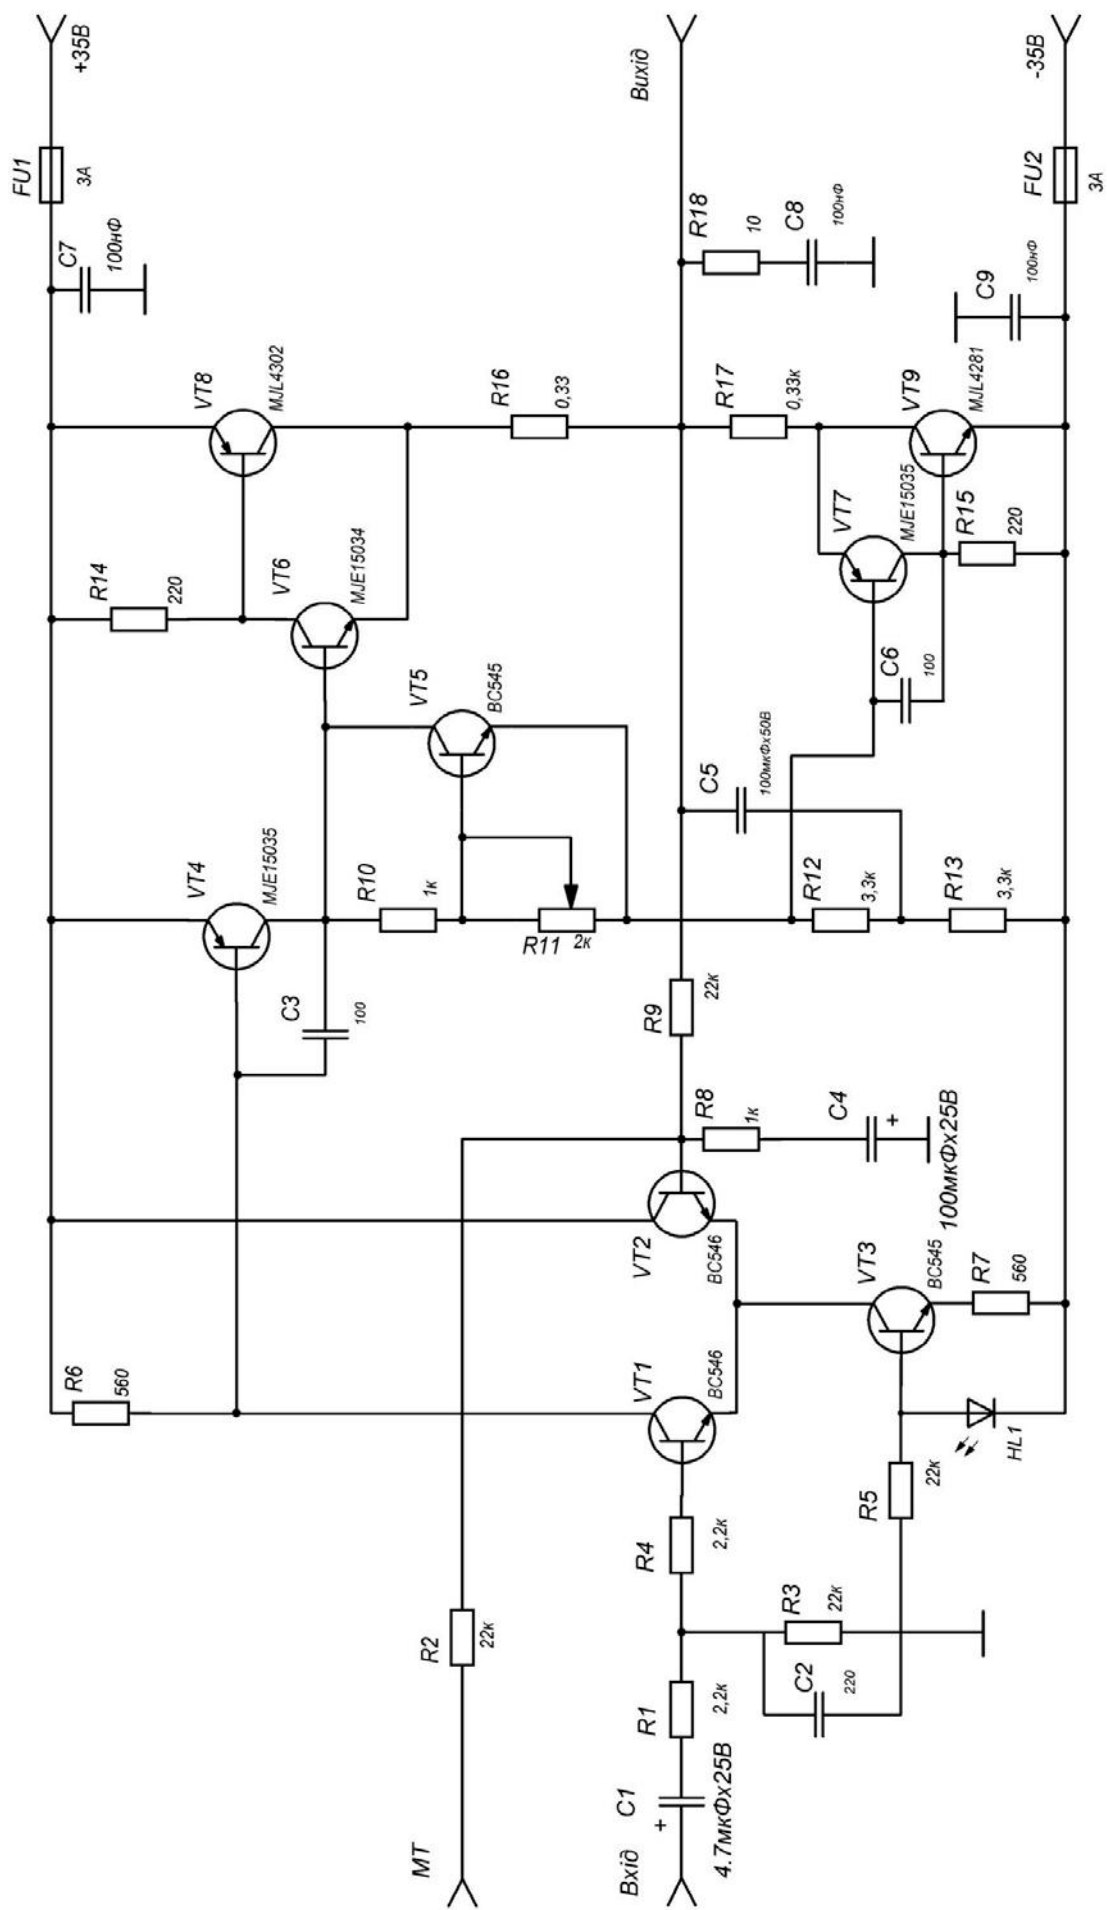 +35В
FU1
3А
C7
100нФ
Вихід
-35В
FU2
3А
R18
10
C8
100нФ
C9
100нФ
VT8
MJL4302
R16
0,33
R17
0,33к
VT9
MJL4281
R14
220
VT6
MJE15034
VT7
MJE15035
R15
220
VT5
BC545
C6
100
C5
100мкФх50В
VT4
MJE15035
R10
1к
R11
2к
R12
3,3к
R13
3,3к
C3
100
R9
22к
R8
1к
C4
+
100мкФх25В
VT2
BC546
VT3
BC545
R7
560
R6
560
VT1
BC546
HL1
R5
22к
R4
2,2к
R3
22к
C2
220
R2
22к
R1
2,2к
МТ
Вхід
C1
+
4.7мкФх25В